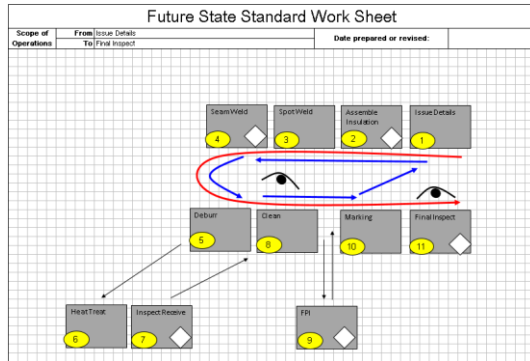 Future State Standard Work Sheet
Scope of Operations
From Issue Details
To Final Inspect
Date prepared or revised:
Seam Weld
Spot Weld
Assemble Insulation
Issue Details
4
3
2
1
Deburr
Clean
Marking
Final Inspect
5
8
10
11
Heat Treat
Inspect Receive
FPI
6
7
9